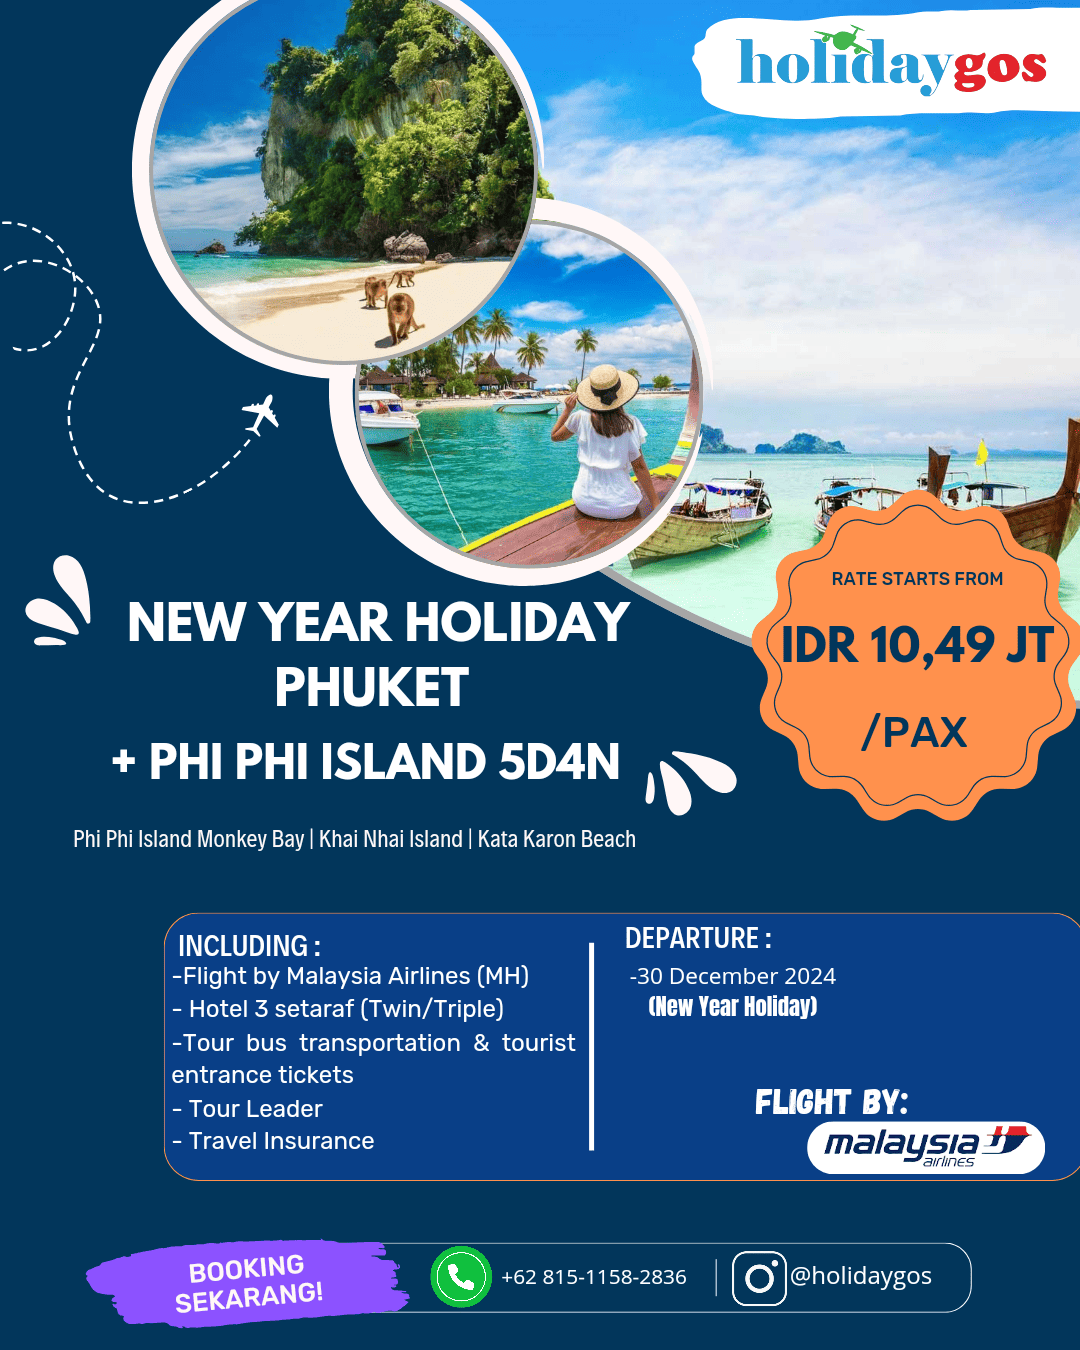 holidaygos
RATE STARTS FROM
IDR 10,49 JT
/PAX
NEW YEAR HOLIDAY
PHUKET
+ PHI PHI ISLAND 5D4N
Phi Phi Island Monkey Bay | Khai Nhai Island | Kata Karon Beach
INCLUDING :
-Flight by Malaysia Airlines (MH)
- Hotel 3 setaraf (Twin/Triple)
-Tour bus transportation & tourist
entrance tickets
- Tour Leader
- Travel Insurance
DEPARTURE :
-30 December 2024
(New Year Holiday)
FLIGHT BY:
malaysia
airlines
BOOKING
SEKARANG!
+62 815-1158-2836
@holidaygos